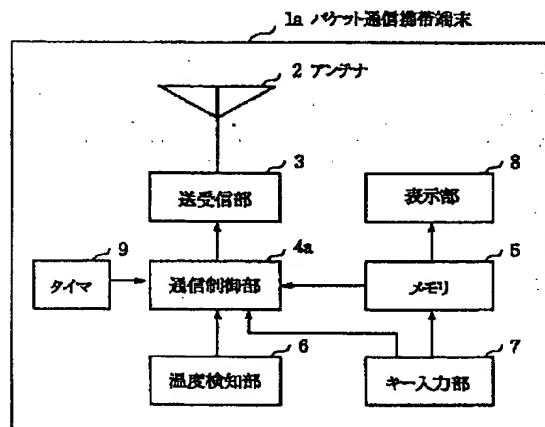 1a パケット通信携帯端末
2 アンテナ
3
送受信部
8
表示部
9
タイマ
4a
通信制御部
5
メモリ
6
温度検知部
7
キー入力部